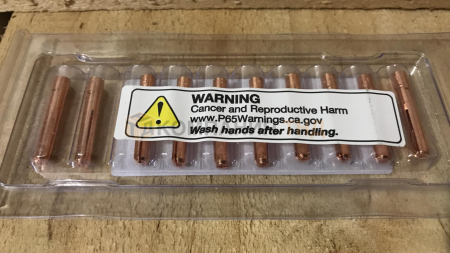 WARNING
Cancer and Reproductive Harm
www.P65Warnings.ca.gov
Wash hands after handling.